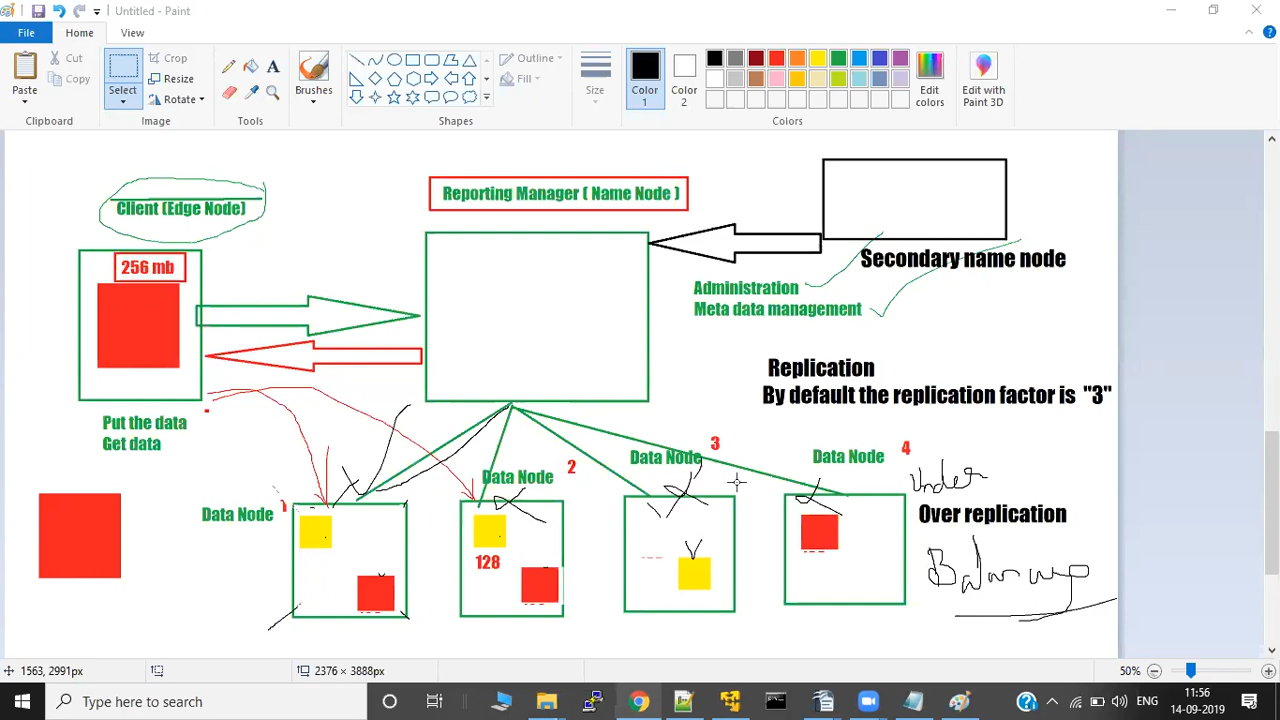 Untitled - Paint
File
Home
View
Paste
Cut
Copy
Clipboard
Select
Crop
Resize
Rotate
Image
Tools
Brushes
Shapes
Outline
Fill
Size
Color 1
Color 2
Edit colors
Colors
Edit with Paint 3D
Client (Edge Node)
256 mb
Put the data
Get data
Reporting Manager ( Name Node )
Secondary name node
Administration
Meta data management
Replication
By default the replication factor is "3"
Data Node
Data Node 2
128
Data Node 3
Data Node 4
Under
Over replication
1563, 2991px
2376 × 3888px
50%
Type here to search
ENG
11:56
14-09-2019